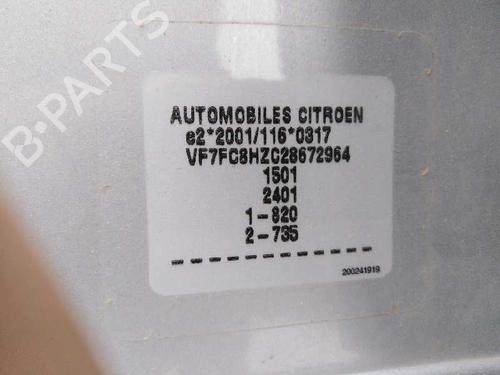 B-PARTS
AUTOMOBILES CITROEN
e2*2001/116*0317
VF7FC8HZC28672964
1501
2401
1-820
2-735
200241919